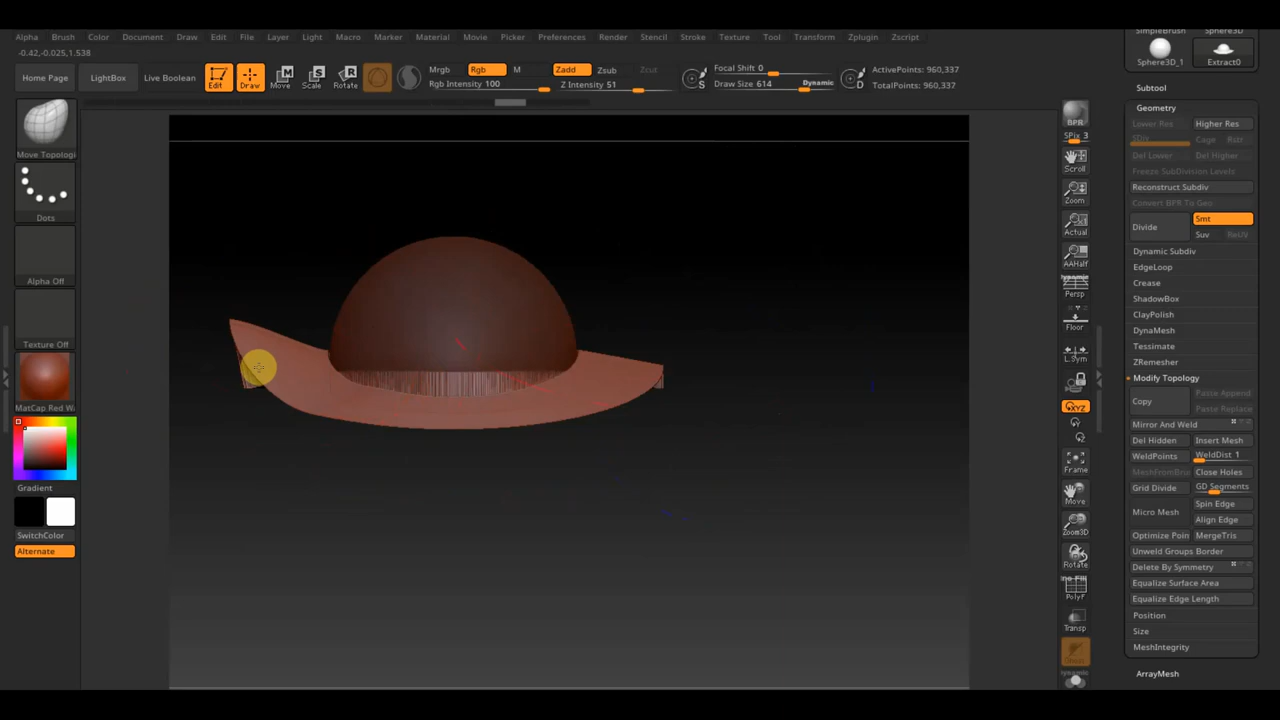 SimpleBrush Sphere3D
Alpha Brush Color Document Draw Edit File Layer Light Macro Marker Material Movie Picker Preferences Render Stencil Stroke Texture Tool Transform Zplugin Zscript
-0.42,-0.025,1.538
Home Page LightBox Live Boolean Edit Draw Move Scale Rotate
Mrgb Rgb M Zadd Zsub Zcut
Rgb Intensity 100 Z Intensity 51
Focal Shift 0
Draw Size 614 Dynamic
S D
ActivePoints: 960,337
TotalPoints: 960,337
Sphere3D_1 Extract0
Move Topologi
Dots
Alpha Off
Texture Off
MatCap Red Wa
Gradient
SwitchColor
Alternate
BPR
SPix 3
Scroll
Zoom
Actual
AAHalf
Dynamic
Persp
Floor
L.Sym
XYZ
Frame
Move
Zoom3D
Rotate
PolyF
Transp
Subtool
Geometry
Lower Res Higher Res
SDiv Cage Rstr
Del Lower Del Higher
Freeze SubDivision Levels
Reconstruct Subdiv
Convert BPR To Geo
Divide Smt
Suv ReUV
Dynamic Subdiv
EdgeLoop
Crease
ShadowBox
ClayPolish
DynaMesh
Tessimate
ZRemesher
Modify Topology
Copy Paste Append
Paste Replace
Mirror And Weld
Del Hidden Insert Mesh
WeldPoints WeldDist 1
MeshFromBru Close Holes
Grid Divide GD Segments
Micro Mesh Spin Edge
Align Edge
Optimize Poin MergeTris
Unweld Groups Border
Delete By Symmetry
Equalize Surface Area
Equalize Edge Length
Position
Size
MeshIntegrity
ArrayMesh